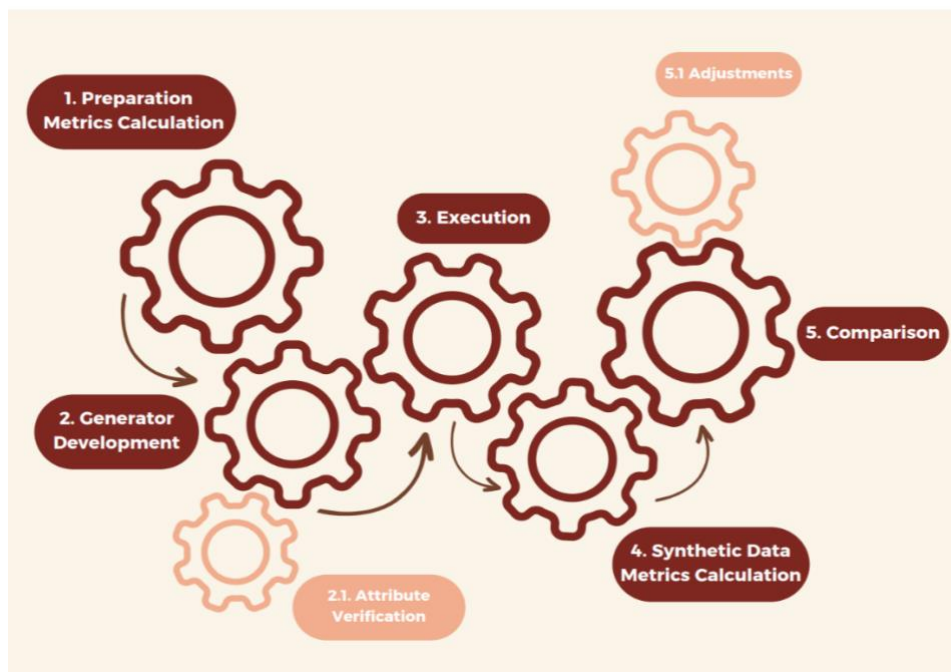 1. Preparation
Metrics Calculation
2. Generator
Development
2.1. Attribute
Verification
3. Execution
4. Synthetic Data
Metrics Calculation
5. Comparison
5.1 Adjustments